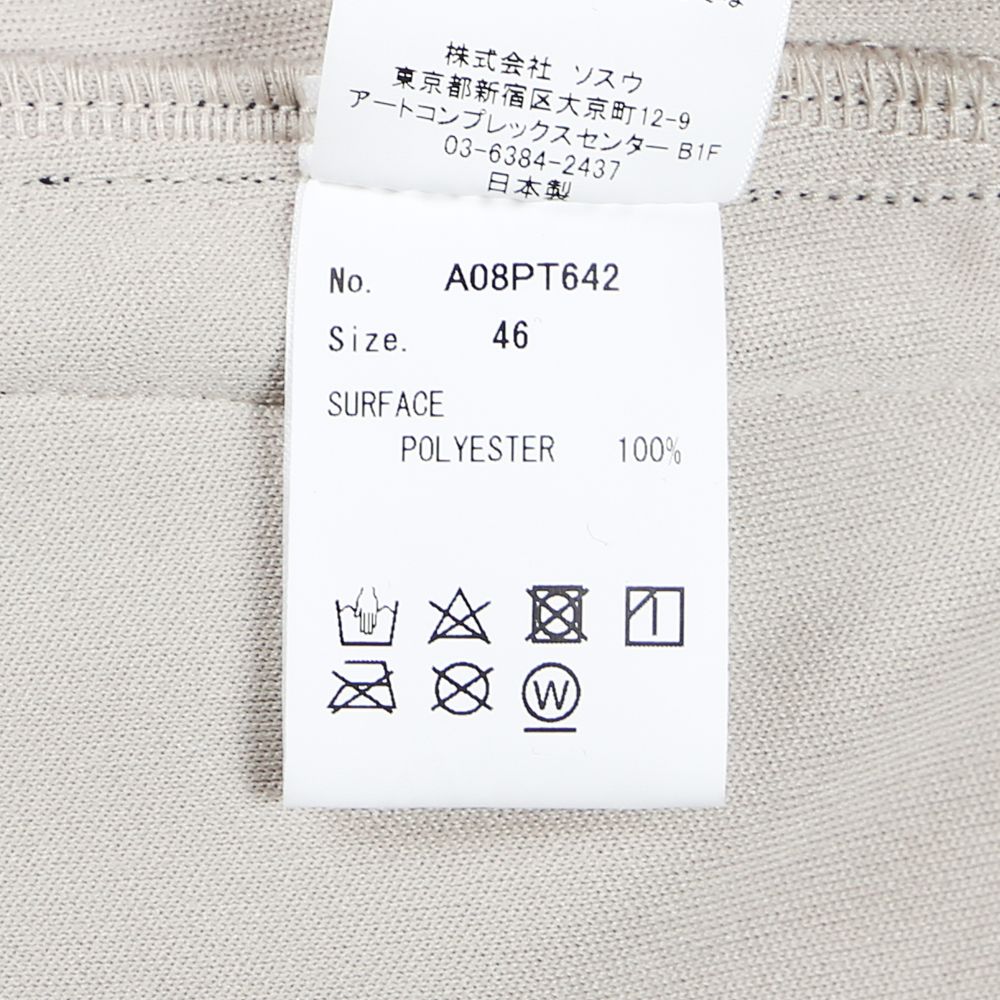 株式会社 ソスウ
東京都新宿区大京町12-9
アートコンプレックスセンター B1F
03-6384-2437
日本製
No. A08PT642
Size. 46
SURFACE
POLYESTER 100%
W